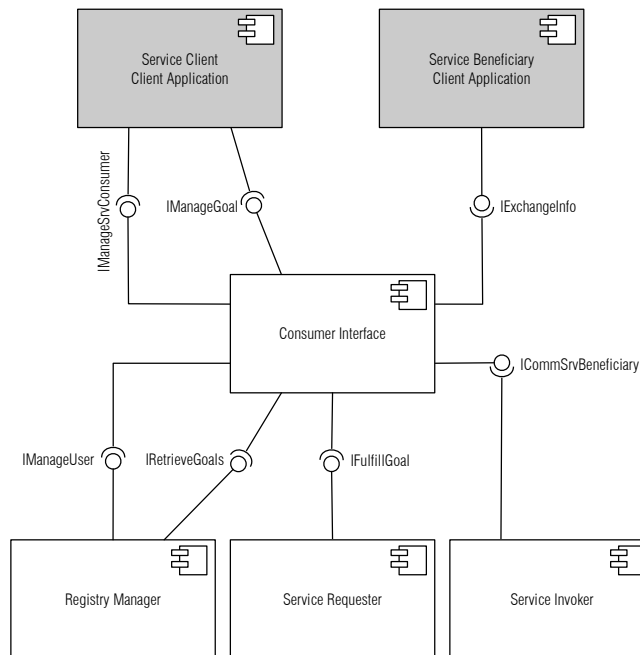 Service Client
Client Application
Service Beneficiary
Client Application
IManageSrvConsumer
IManageGoal
IExchangeInfo
Consumer Interface
ICommSrvBeneficiary
IManageUser
IRetrieveGoals
IFulfillGoal
Registry Manager
Service Requester
Service Invoker